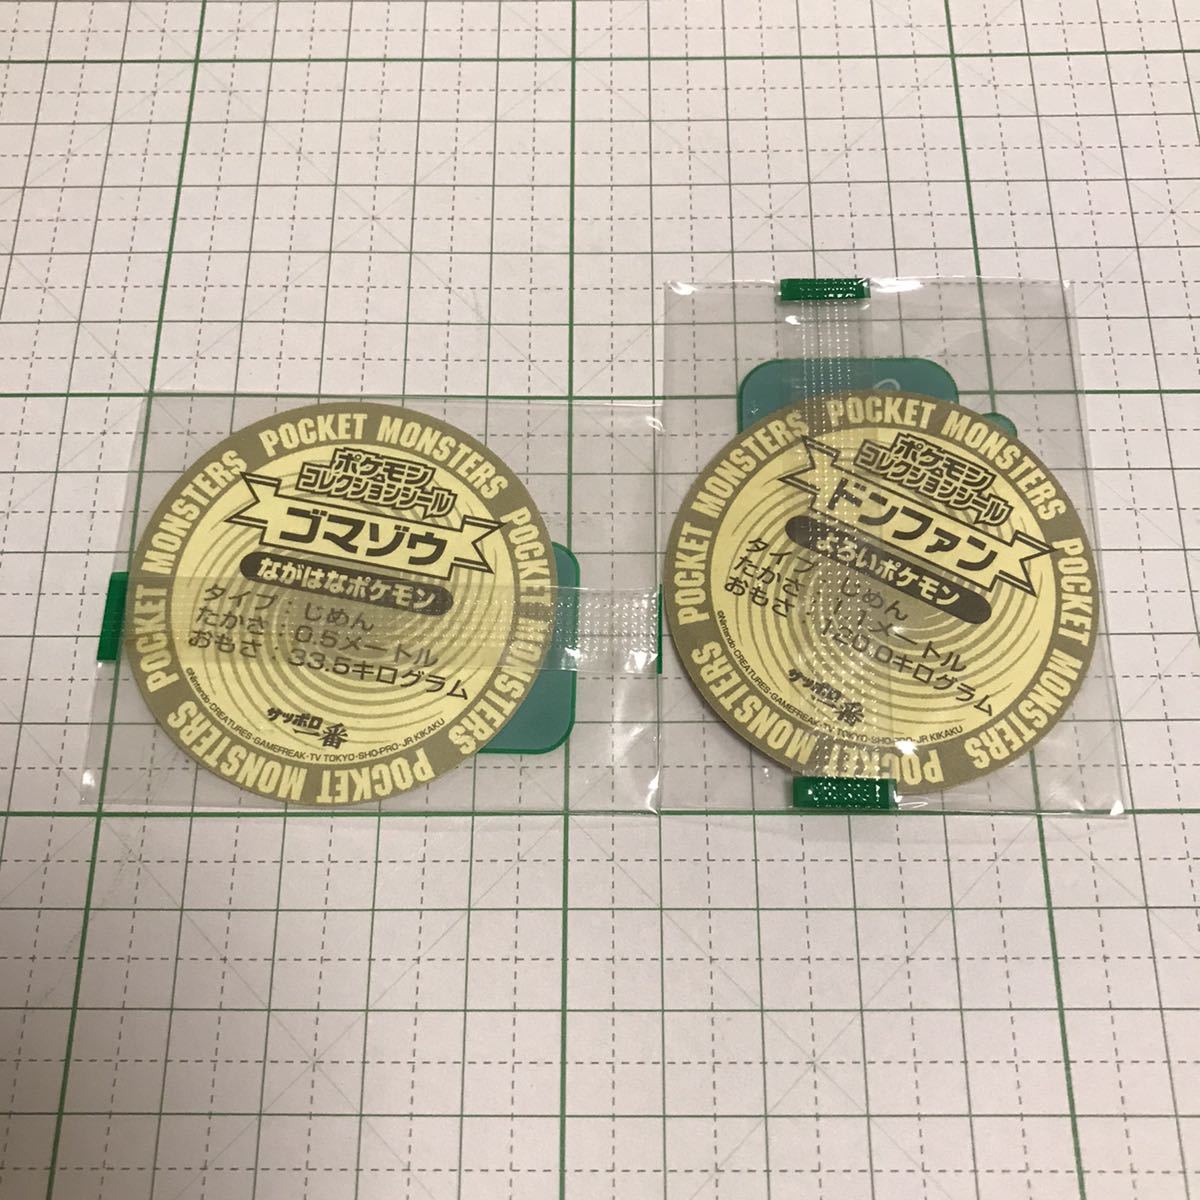 POCKET MONSTERS
POCKET MONSTERS
POCKET MONSTERS
POCKET MONSTERS
ポケモン
コレクションシール
ゴマゾウ
ながはなポケモン
タイプ:じめん
たかさ:0.5メートル
おもさ:33.5キログラム
サッポロ
一番
©Nintendo·CREATURES·GAMEFREAK·TV TOKYO·SHO-PRO·JR KIKAKU
POCKET MONSTERS
POCKET MONSTERS
POCKET MONSTERS
POCKET MONSTERS
ポケモン
コレクションシール
ドンファン
よろいポケモン
タイプ:じめん
たかさ:1.1メートル
おもさ:120.0キログラム
サッポロ
一番
©Nintendo·CREATURES·GAMEFREAK·TV TOKYO·SHO-PRO·JR KIKAKU